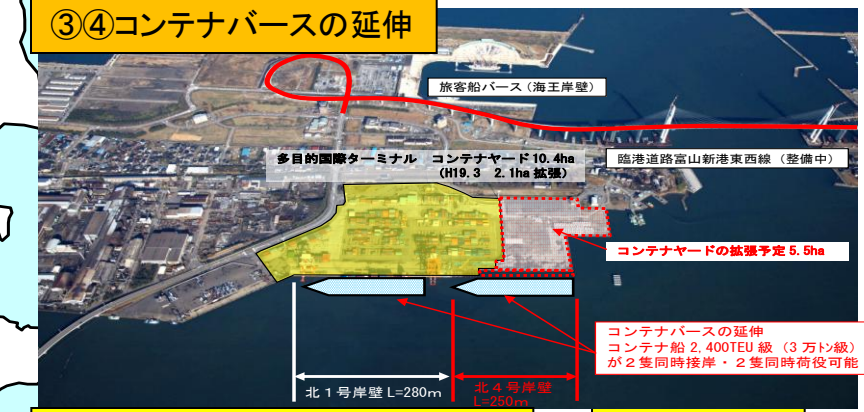 ③④コンテナバースの延伸
旅客船バース（海王岸壁）
多目的国際ターミナル　コンテナヤード10.4ha
（H19.3　2.1ha 拡張）
臨港道路富山新港東西線（整備中）
コンテナヤードの拡張予定 5.5ha
コンテナバースの延伸
コンテナ船 2,400TEU 級（3 万㌧級）
が２隻同時接岸・２隻同時荷役可能
北１号岸壁 L=280m
北４号岸壁
L=250m